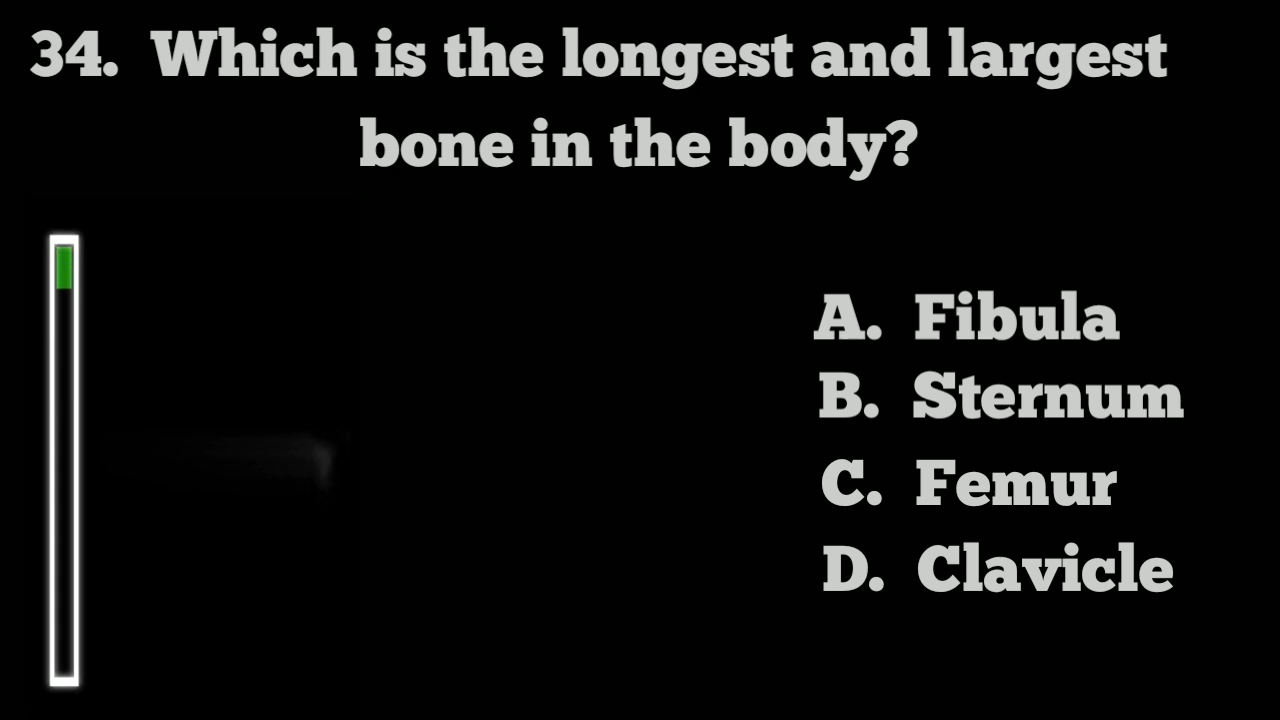 34. Which is the longest and largest
bone in the body?
A. Fibula
B. Sternum
C. Femur
D. Clavicle